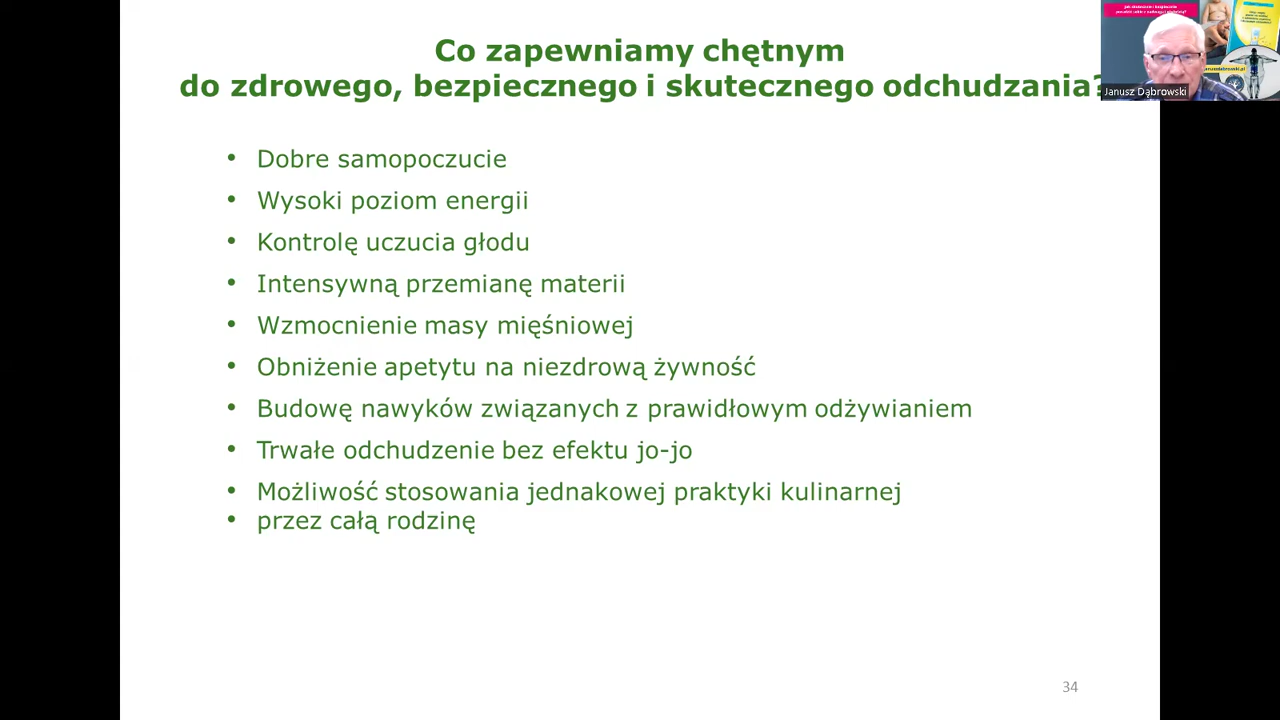 Co zapewniamy chętnym
do zdrowego, bezpiecznego i skutecznego odchudzania?
• Dobre samopoczucie
• Wysoki poziom energii
• Kontrolę uczucia głodu
• Intensywną przemianę materii
• Wzmocnienie masy mięśniowej
• Obniżenie apetytu na niezdrową żywność
• Budowę nawyków związanych z prawidłowym odżywianiem
• Trwałe odchudzenie bez efektu jo-jo
• Możliwość stosowania jednakowej praktyki kulinarnej
• przez całą rodzinę
34
Janusz Dąbrowski